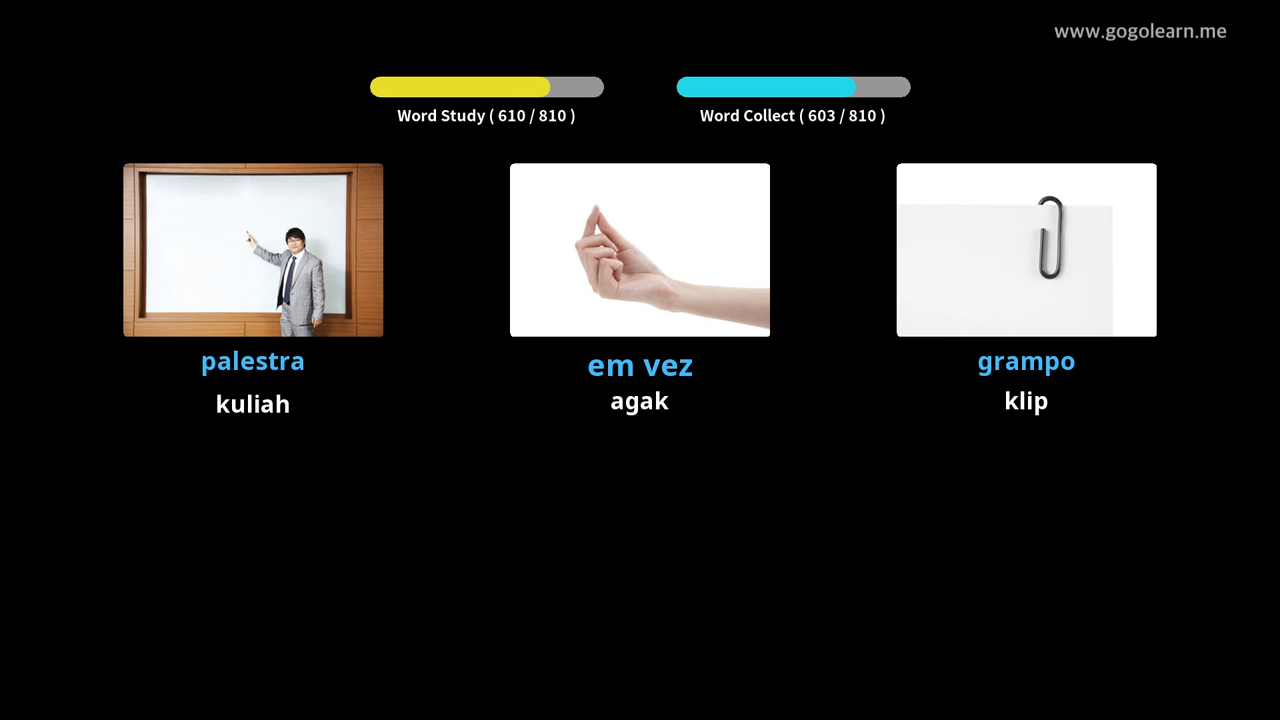 www.gogolearn.me
Word Study ( 610 / 810 )
Word Collect ( 603 / 810 )
palestra
kuliah
em vez
agak
grampo
klip